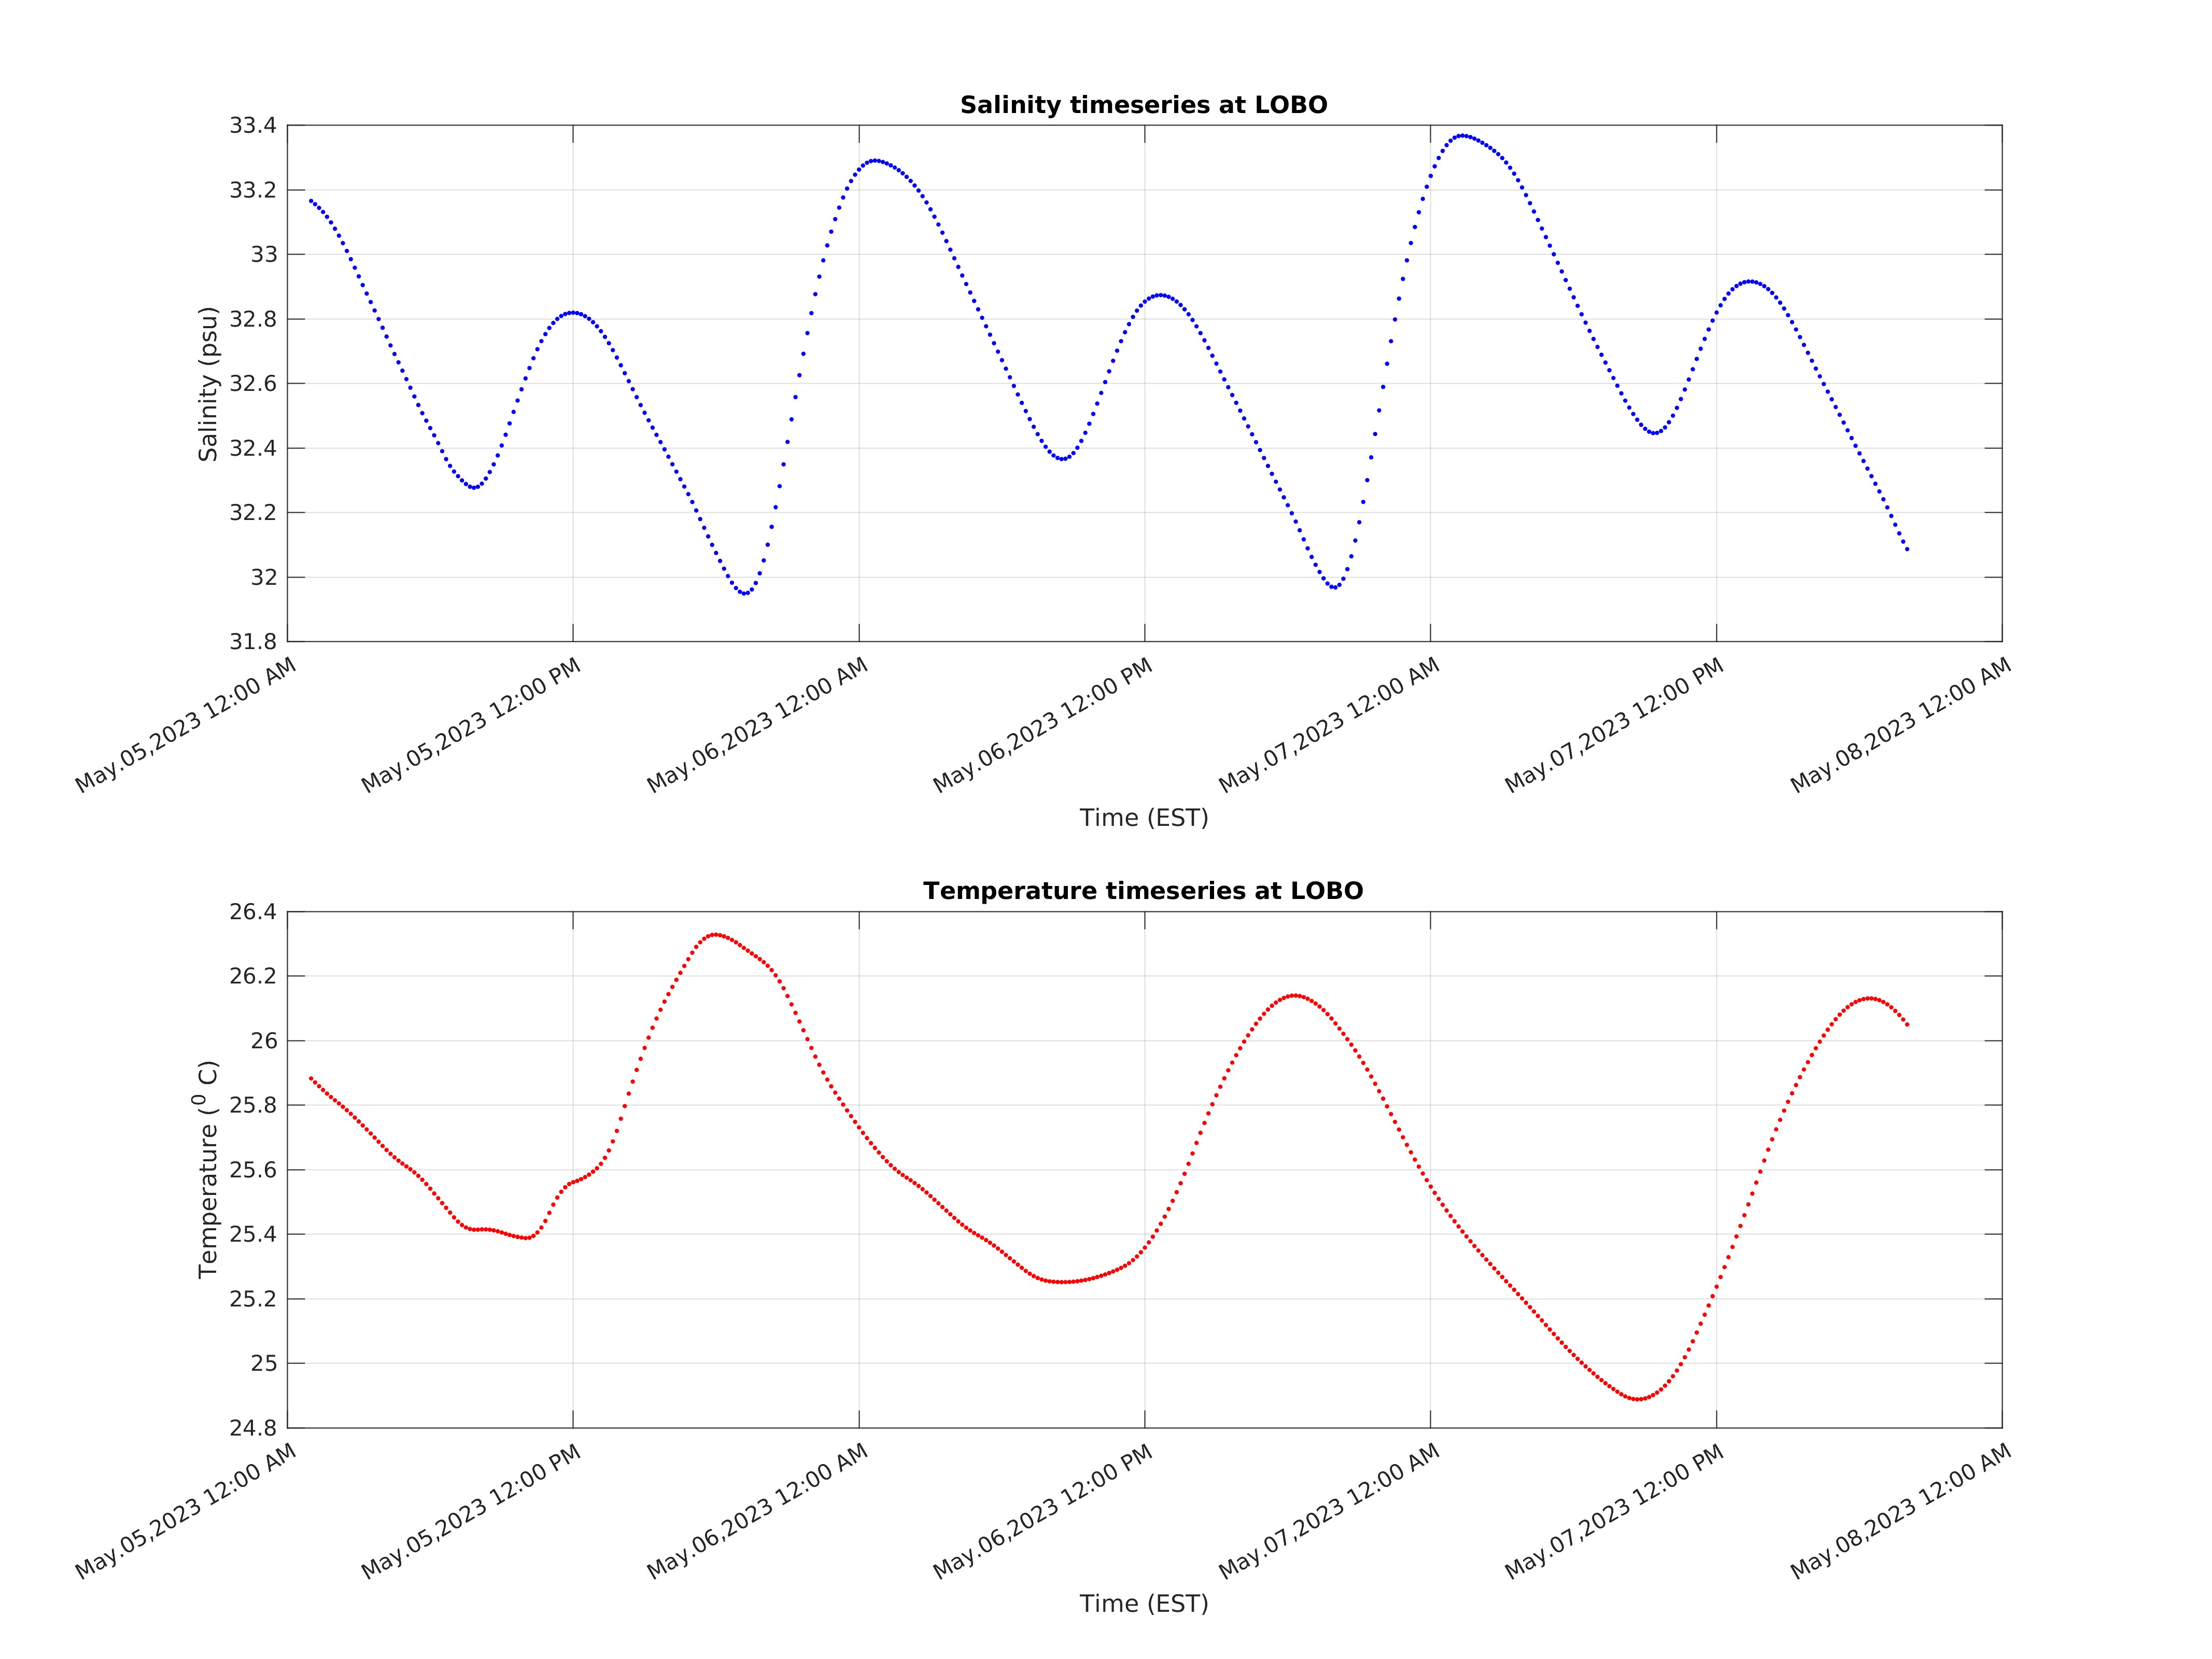 Salinity timeseries at LOBO
33.4
33.2
33
32.8
32.6
32.4
32.2
32
31.8
Salinity (psu)
May.05,2023 12:00 AM
May.05,2023 12:00 PM
May.06,2023 12:00 AM
May.06,2023 12:00 PM
May.07,2023 12:00 AM
May.07,2023 12:00 PM
May.08,2023 12:00 AM
Time (EST)
Temperature timeseries at LOBO
26.4
26.2
26
25.8
25.6
25.4
25.2
25
24.8
Temperature (⁰ C)
May.05,2023 12:00 AM
May.05,2023 12:00 PM
May.06,2023 12:00 AM
May.06,2023 12:00 PM
May.07,2023 12:00 AM
May.07,2023 12:00 PM
May.08,2023 12:00 AM
Time (EST)